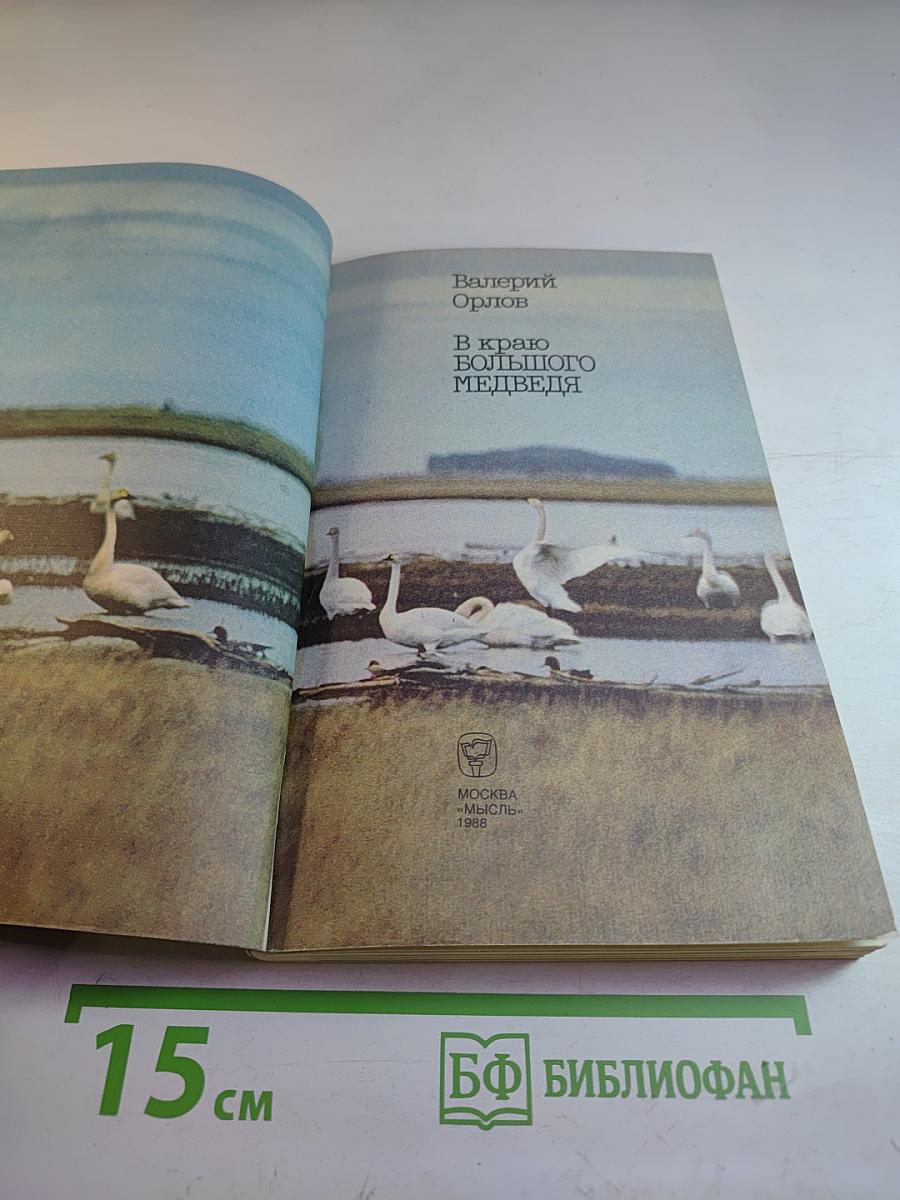 Валерий
Орлов
В краю
БОЛЬШОГО
МЕДВЕДЯ
МОСКВА
«МЫСЛЬ»
1988
15 см
БФ БИБЛИОФАН